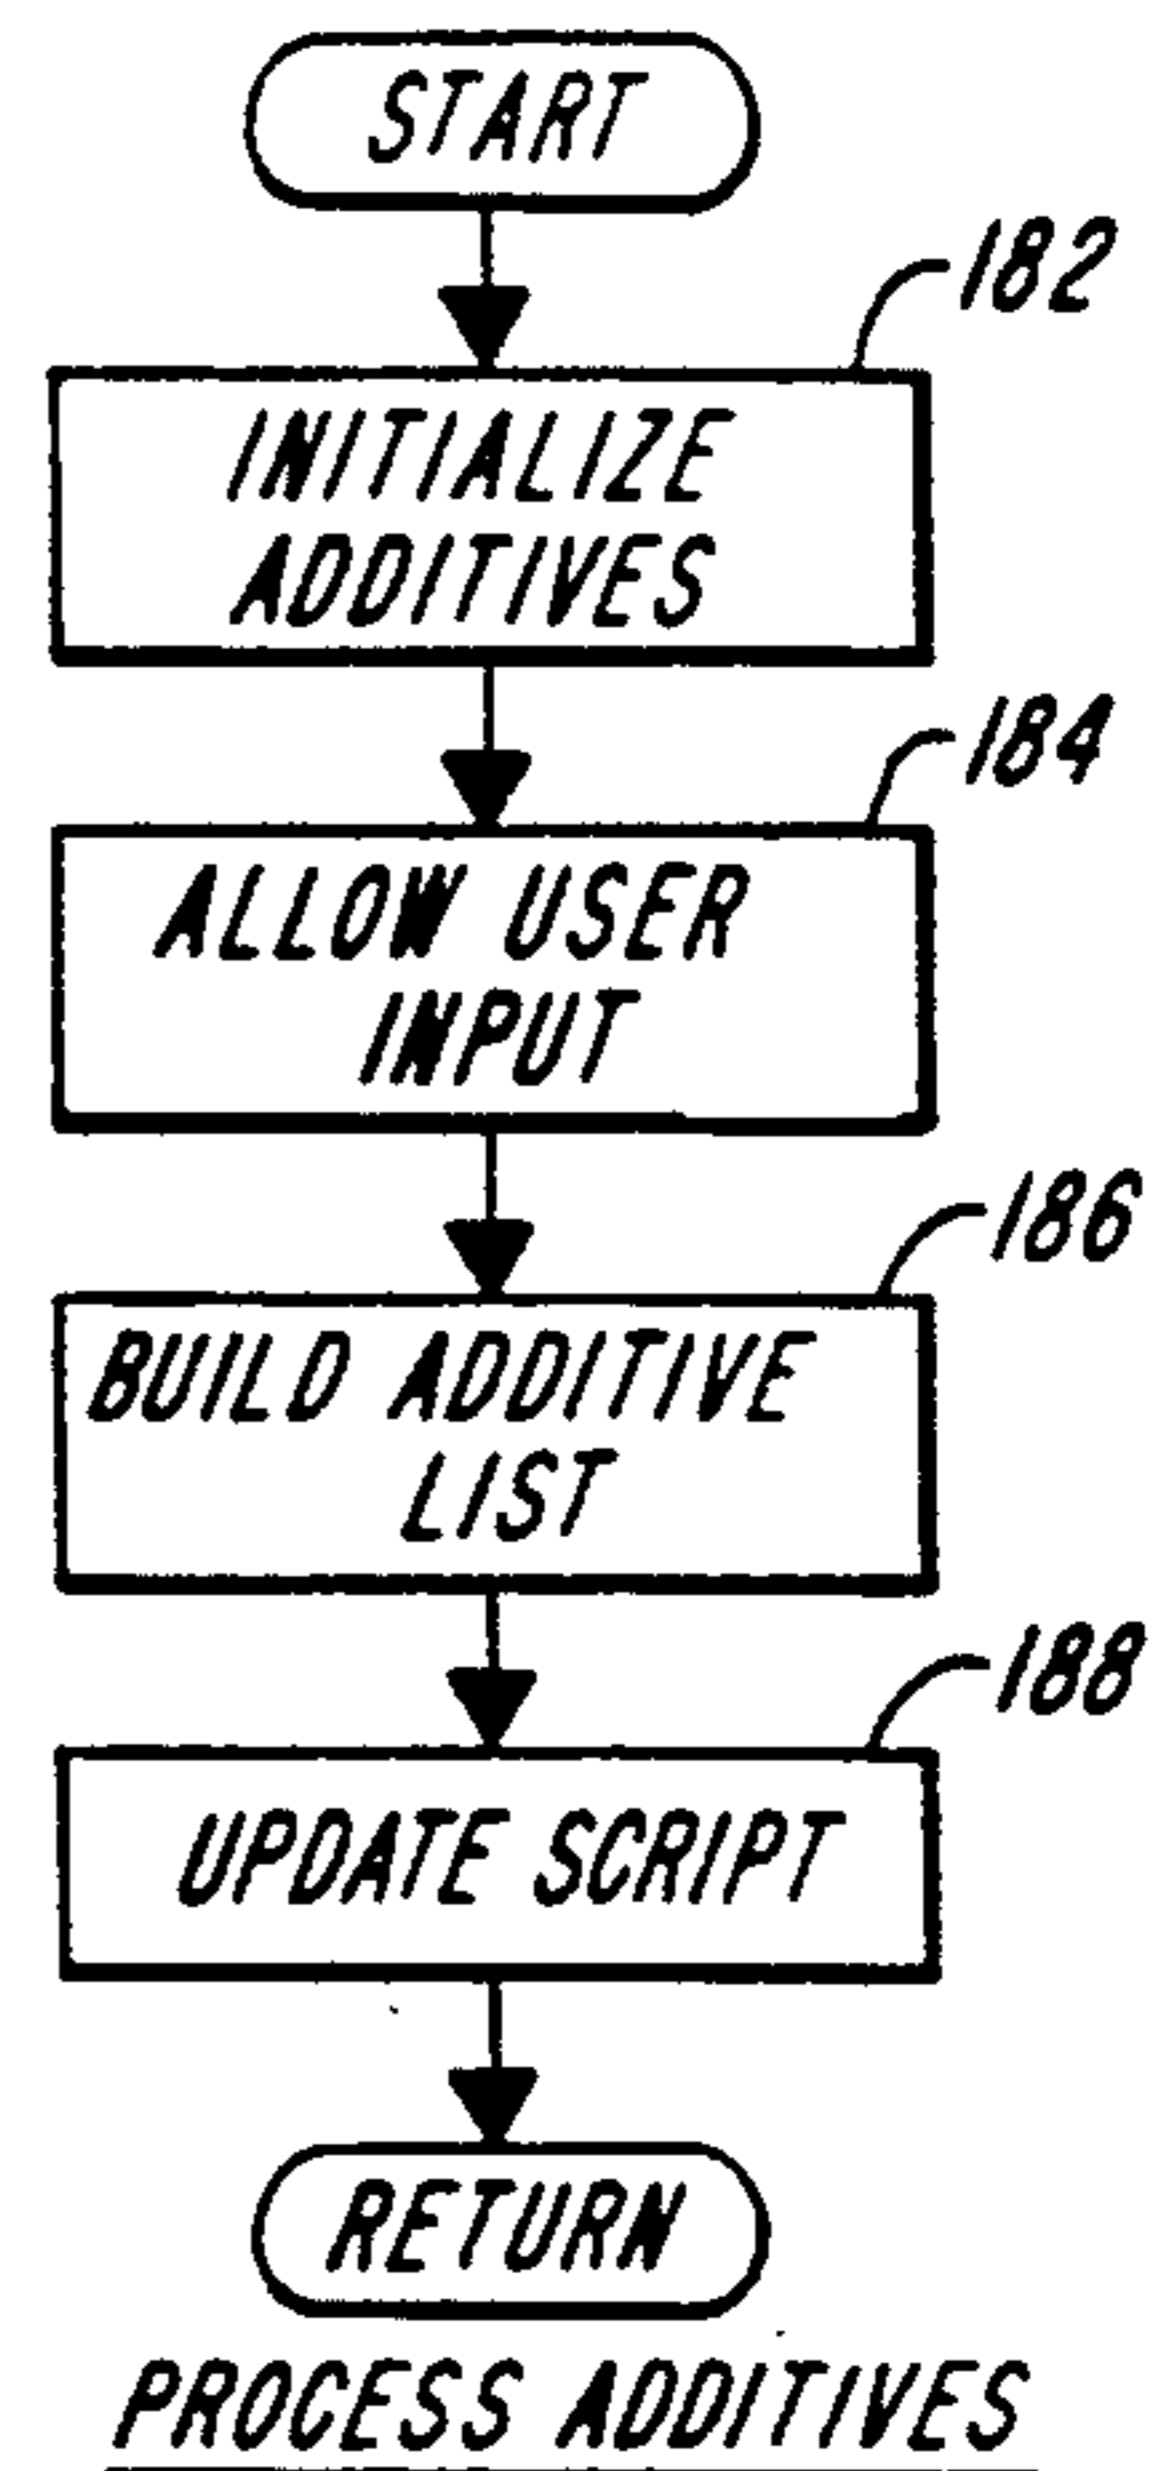 START
182
INITIALIZE
ADDITIVES
184
ALLOW USER
INPUT
186
BUILD ADDITIVE
LIST
188
UPDATE SCRIPT
RETURN
PROCESS ADDITIVES